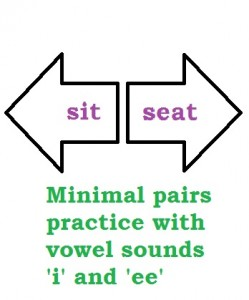 sit seat
Minimal pairs
practice with
vowel sounds
'i' and 'ee'